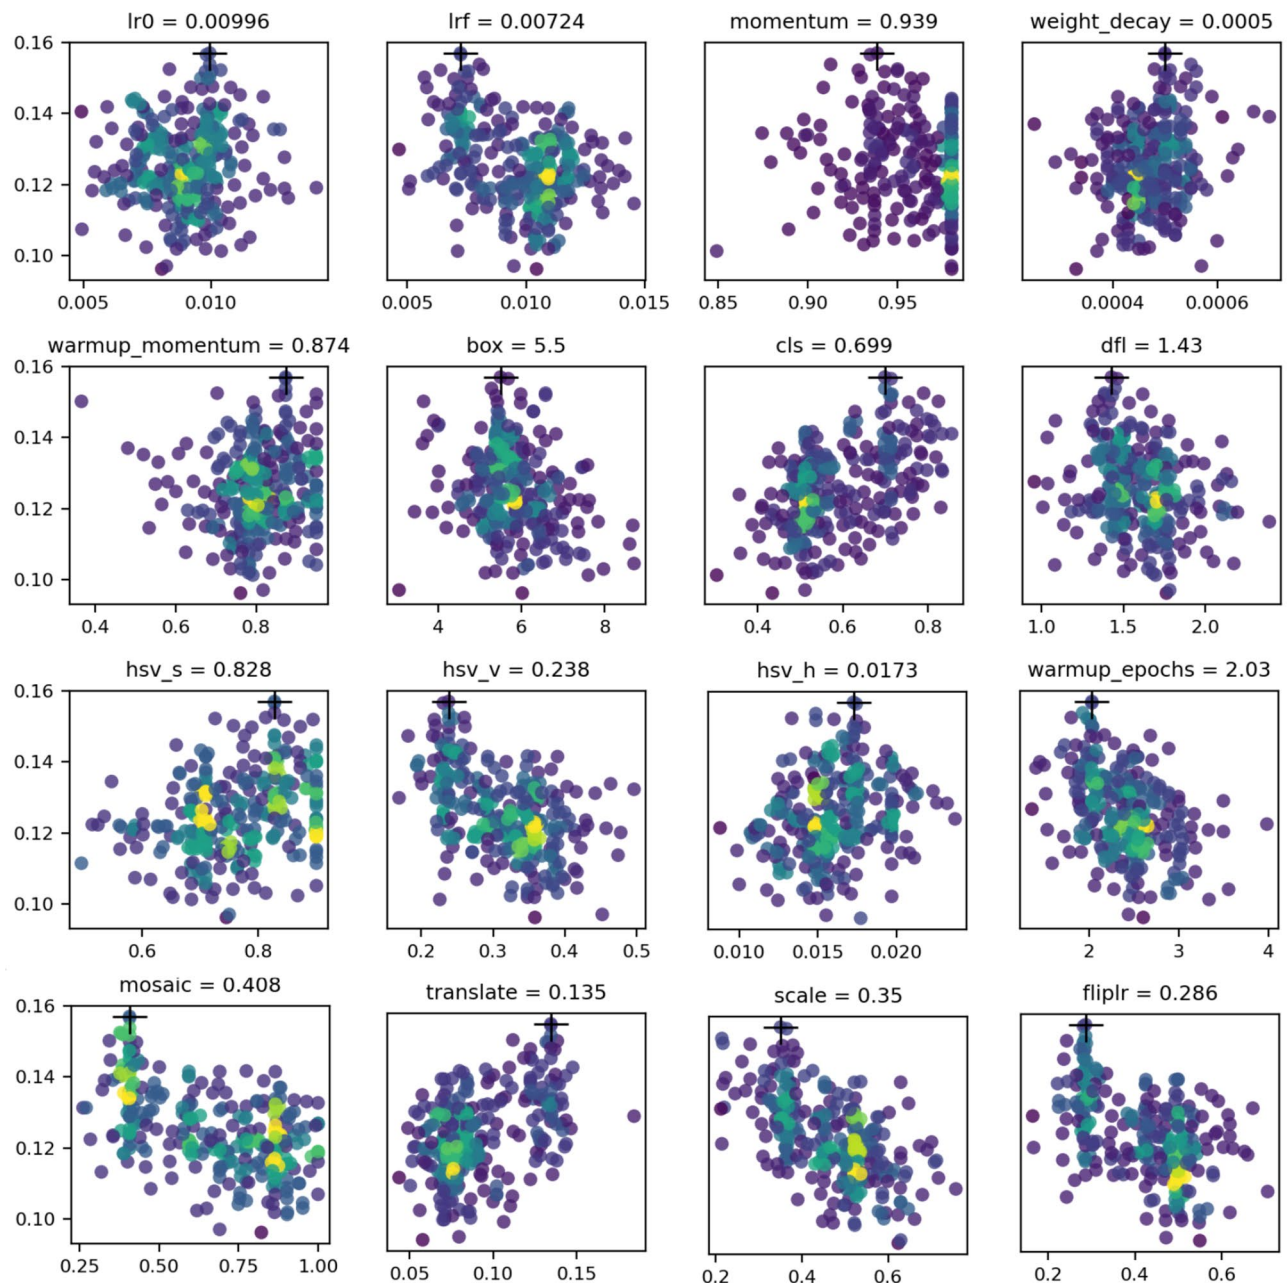 lr0 = 0.00996 lrf = 0.00724 momentum = 0.939 weight_decay = 0.0005
0.16
0.14
0.12
0.10
0.005 0.010 0.005 0.010 0.015 0.85 0.90 0.95 0.0004 0.0006
warmup_momentum = 0.874 box = 5.5 cls = 0.699 dfl = 1.43
0.16
0.14
0.12
0.10
0.4 0.6 0.8 4 6 8 0.4 0.6 0.8 1.0 1.5 2.0
hsv_s = 0.828 hsv_v = 0.238 hsv_h = 0.0173 warmup_epochs = 2.03
0.16
0.14
0.12
0.10
0.6 0.8 0.2 0.3 0.4 0.5 0.010 0.015 0.020 2 3 4
mosaic = 0.408 translate = 0.135 scale = 0.35 fliplr = 0.286
0.16
0.14
0.12
0.10
0.25 0.50 0.75 1.00 0.05 0.10 0.15 0.2 0.4 0.6 0.2 0.4 0.6